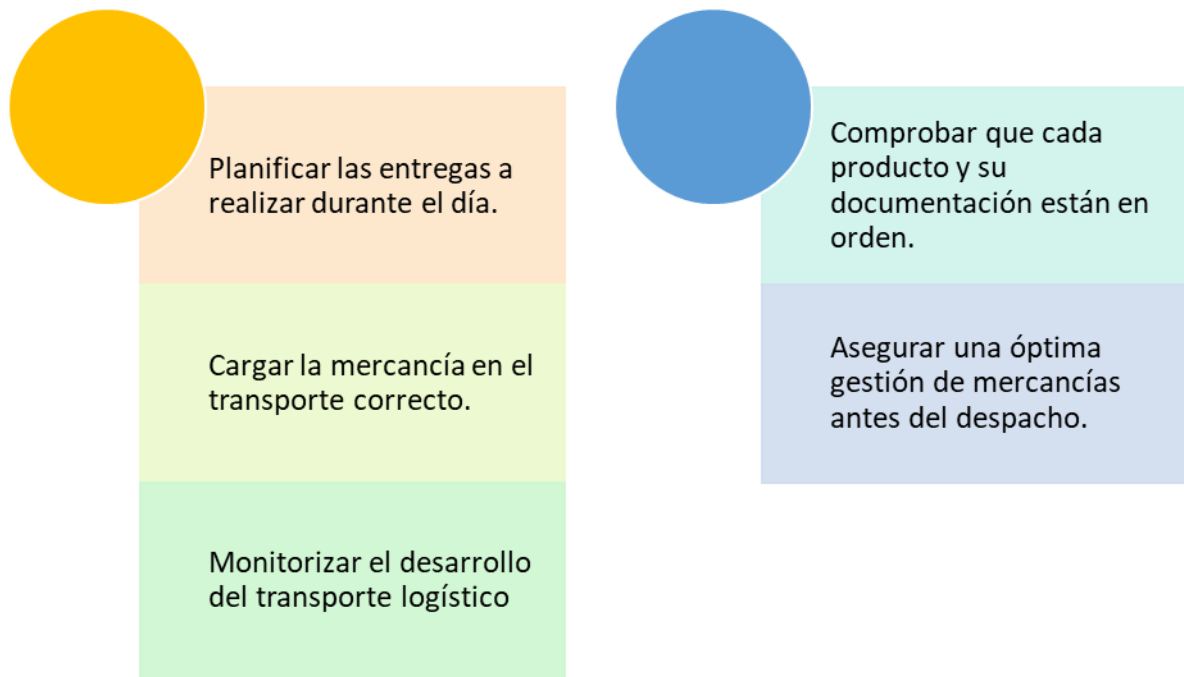 Planificar las entregas a
realizar durante el día.
Cargar la mercancía en el
transporte correcto.
Monitorizar el desarrollo
del transporte logístico
Comprobar que cada
producto y su
documentación están en
orden.
Asegurar una óptima
gestión de mercancías
antes del despacho.